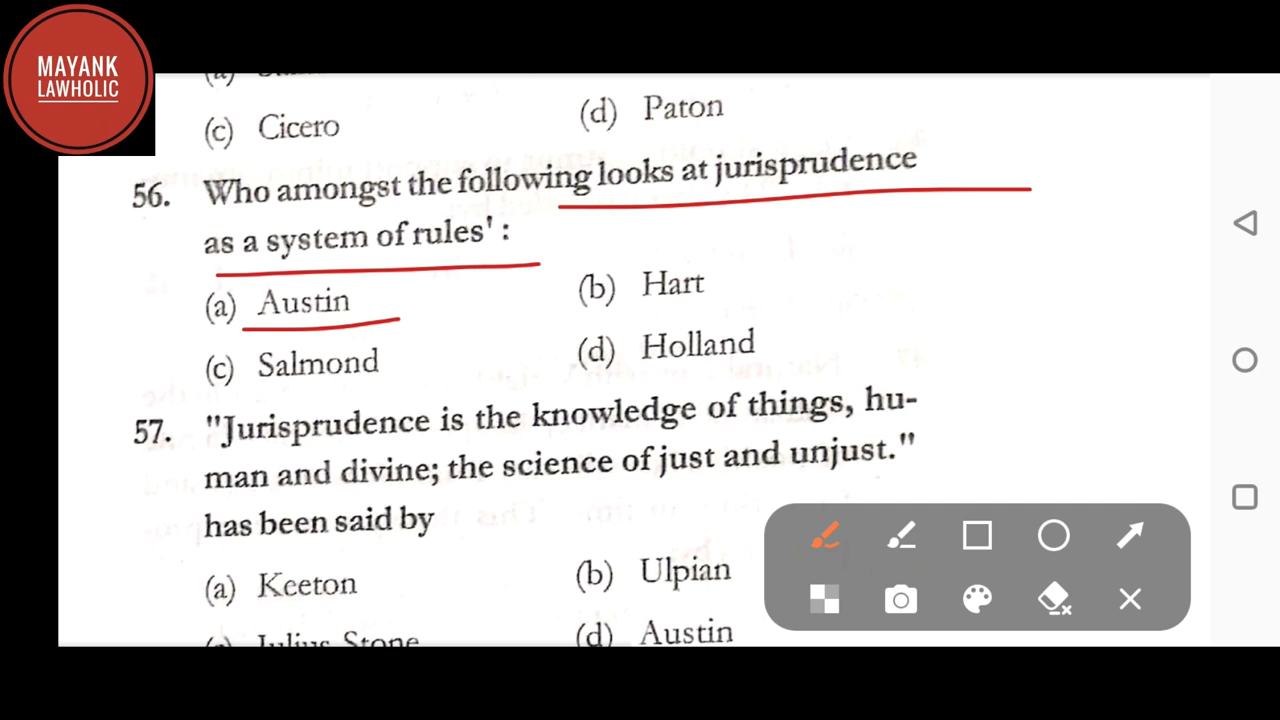 MAYANK
LAWHOLIC
(c) Cicero (d) Paton
56. Who amongst the following looks at jurisprudence
as a system of rules' :
(a) Austin (b) Hart
(c) Salmond (d) Holland
57. "Jurisprudence is the knowledge of things, hu-
man and divine; the science of just and unjust."
has been said by
(a) Keeton (b) Ulpian
Julius Stone (d) Austin